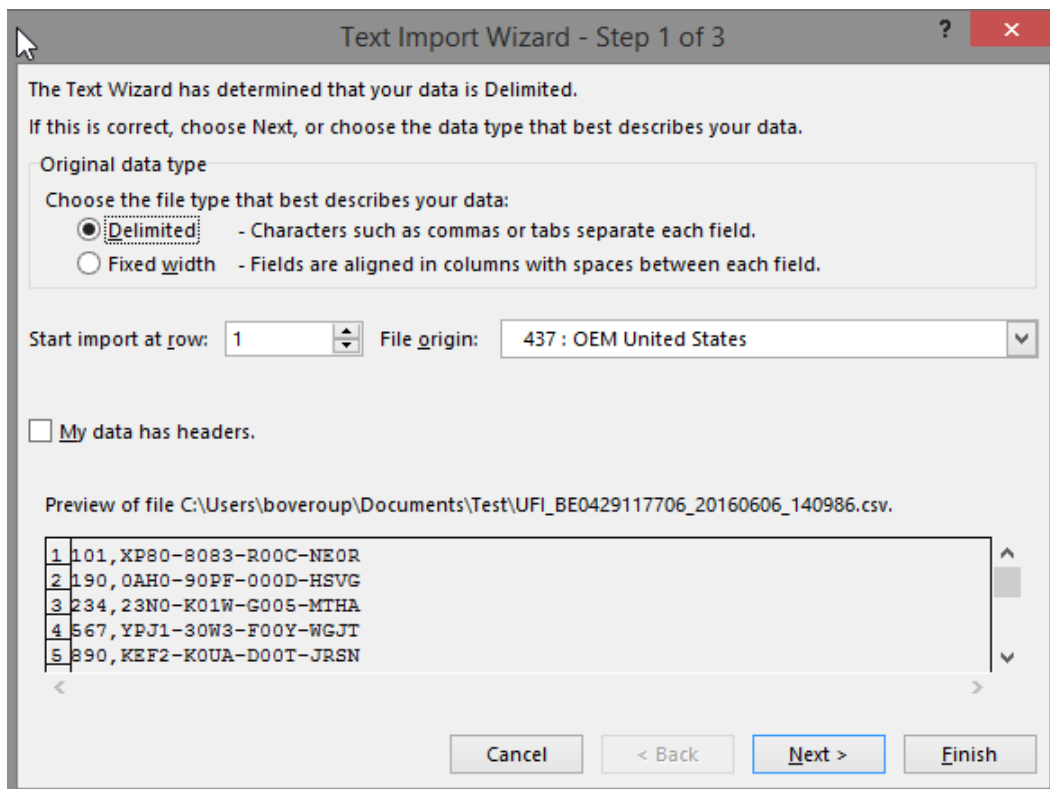 Text Import Wizard - Step 1 of 3
?
×
The Text Wizard has determined that your data is Delimited.
If this is correct, choose Next, or choose the data type that best describes your data.
Original data type
Choose the file type that best describes your data:
Delimited - Characters such as commas or tabs separate each field.
Fixed width - Fields are aligned in columns with spaces between each field.
Start import at row: 1 File origin: 437 : OEM United States
My data has headers.
Preview of file C:\Users\boveroup\Documents\Test\UFI_BE0429117706_20160606_140986.csv.
1 101,XP80-8083-R00C-NE0R
2 190,0AH0-90PF-000D-HSVG
3 234,23N0-K01W-G005-MTHA
4 567,YPJ1-30W3-F00Y-WGJT
5 890,KEF2-K0UA-D00T-JRSN
Cancel < Back Next > Finish